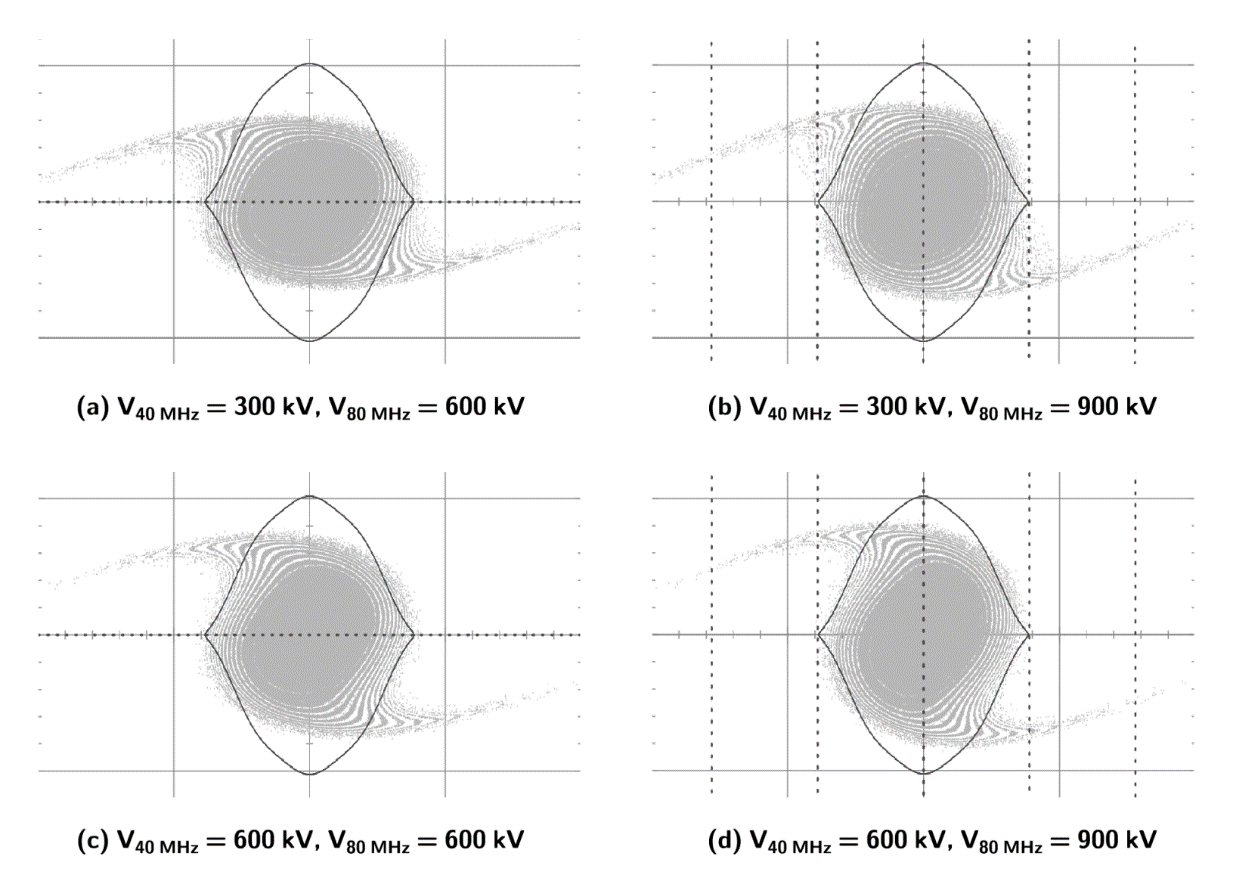 (a) V40 MHz = 300 kV, V80 MHz = 600 kV
(b) V40 MHz = 300 kV, V80 MHz = 900 kV
(c) V40 MHz = 600 kV, V80 MHz = 600 kV
(d) V40 MHz = 600 kV, V80 MHz = 900 kV